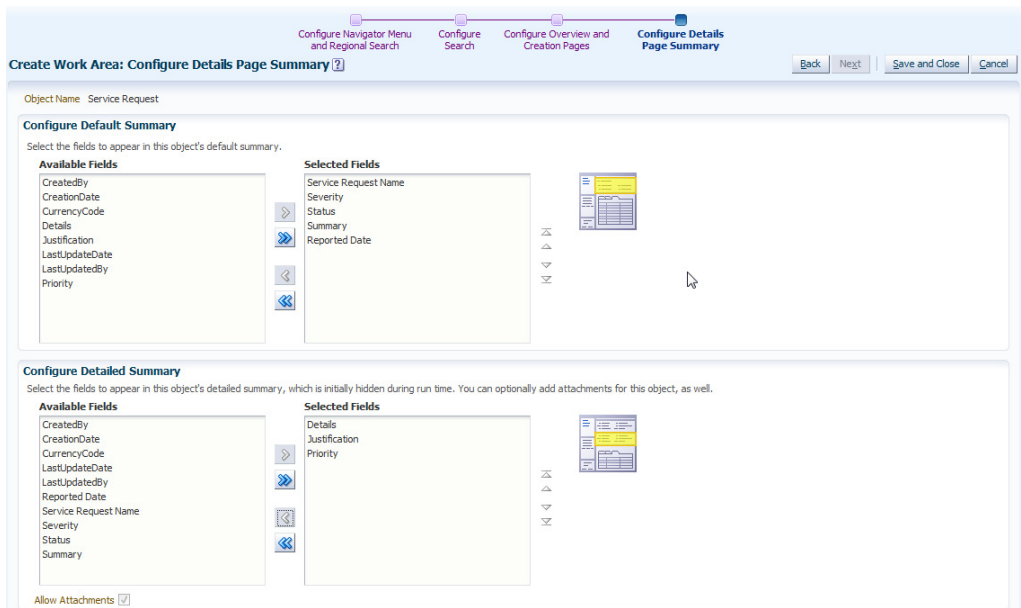 Configure Navigator Menu
and Regional Search
Configure
Search
Configure Overview and
Creation Pages
Configure Details
Page Summary
Create Work Area: Configure Details Page Summary ?
Back Next Save and Close Cancel
Object Name Service Request
Configure Default Summary
Select the fields to appear in this object's default summary.
Available Fields
CreatedBy
CreationDate
CurrencyCode
Details
Justification
LastUpdateDate
LastUpdatedBy
Priority
Selected Fields
Service Request Name
Severity
Status
Summary
Reported Date
Configure Detailed Summary
Select the fields to appear in this object's detailed summary, which is initially hidden during run time. You can optionally add attachments for this object, as well.
Available Fields
CreatedBy
CreationDate
CurrencyCode
LastUpdateDate
LastUpdatedBy
Reported Date
Service Request Name
Severity
Status
Summary
Selected Fields
Details
Justification
Priority
Allow Attachments